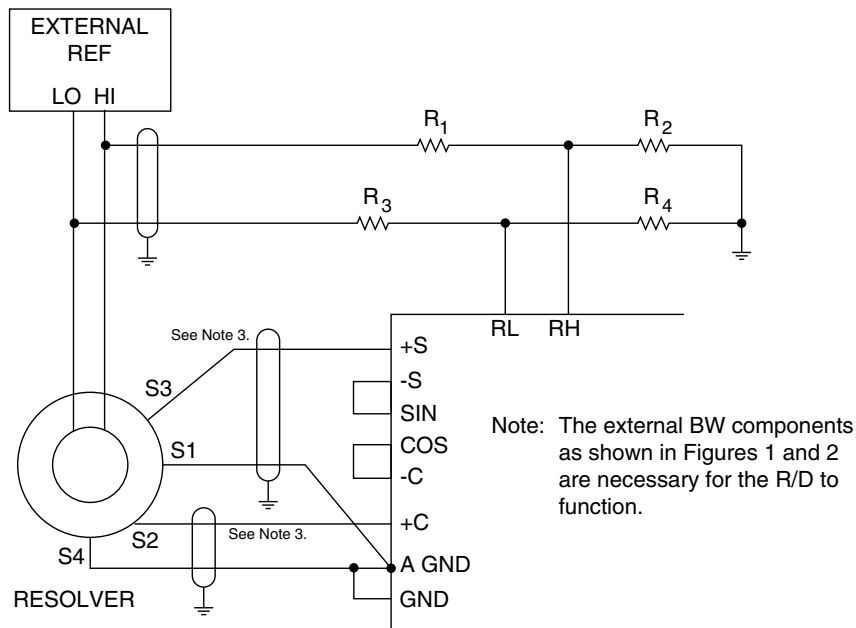 EXTERNAL
REF
LO HI
R1
R2
R3
R4
RL RH
See Note 3.
+S
S3
-S
SIN
S1
COS
-C
Note: The external BW components
as shown in Figures 1 and 2
are necessary for the R/D to
function.
+C
S2
See Note 3.
S4
A GND
GND
RESOLVER